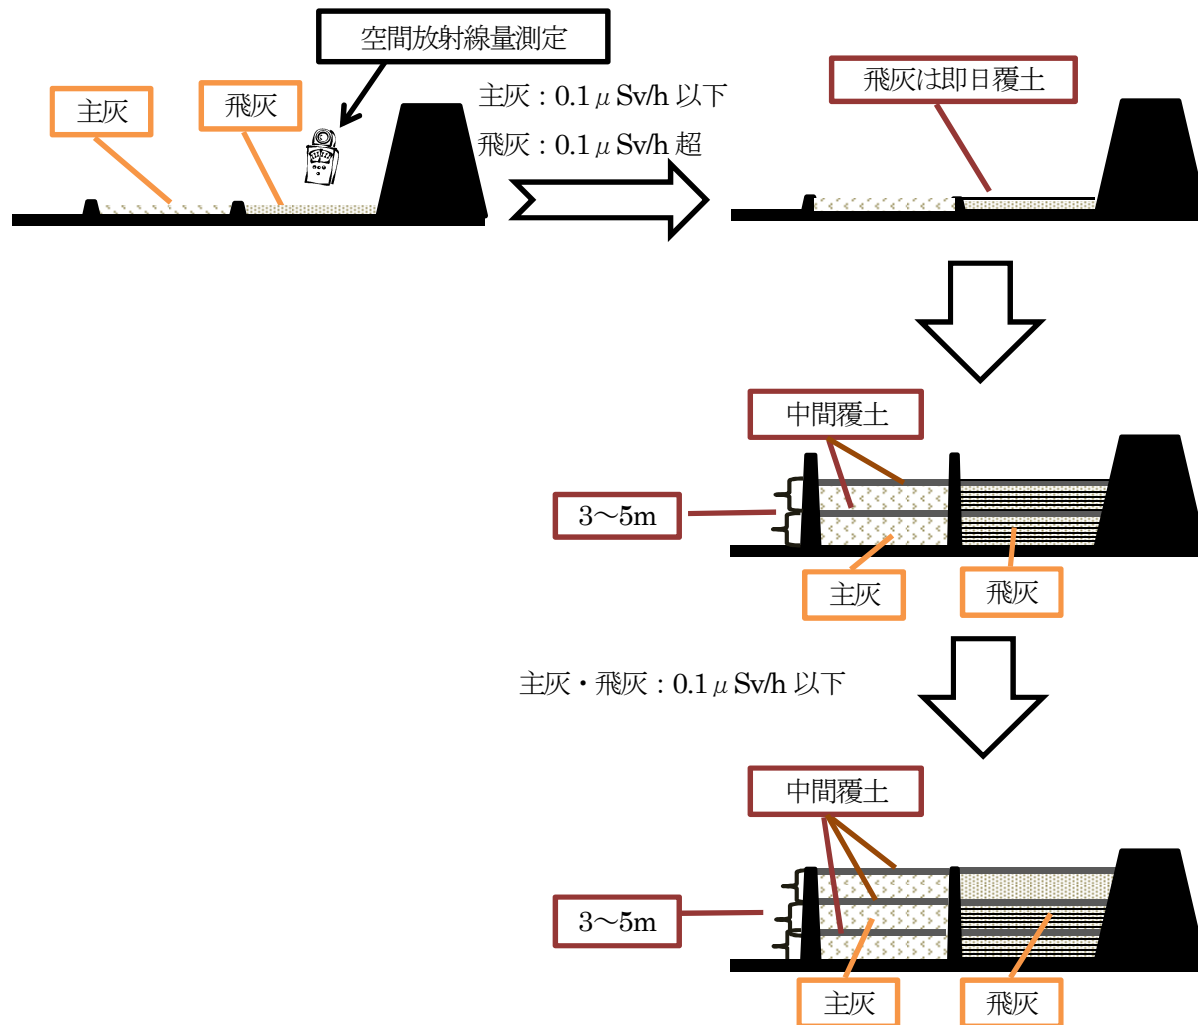 空間放射線量測定
主灰
飛灰
主灰:0.1μSv/h 以下
飛灰:0.1μSv/h 超
飛灰は即日覆土
中間覆土
3～5m
主灰
飛灰
主灰・飛灰:0.1μSv/h 以下
中間覆土
3～5m
主灰
飛灰